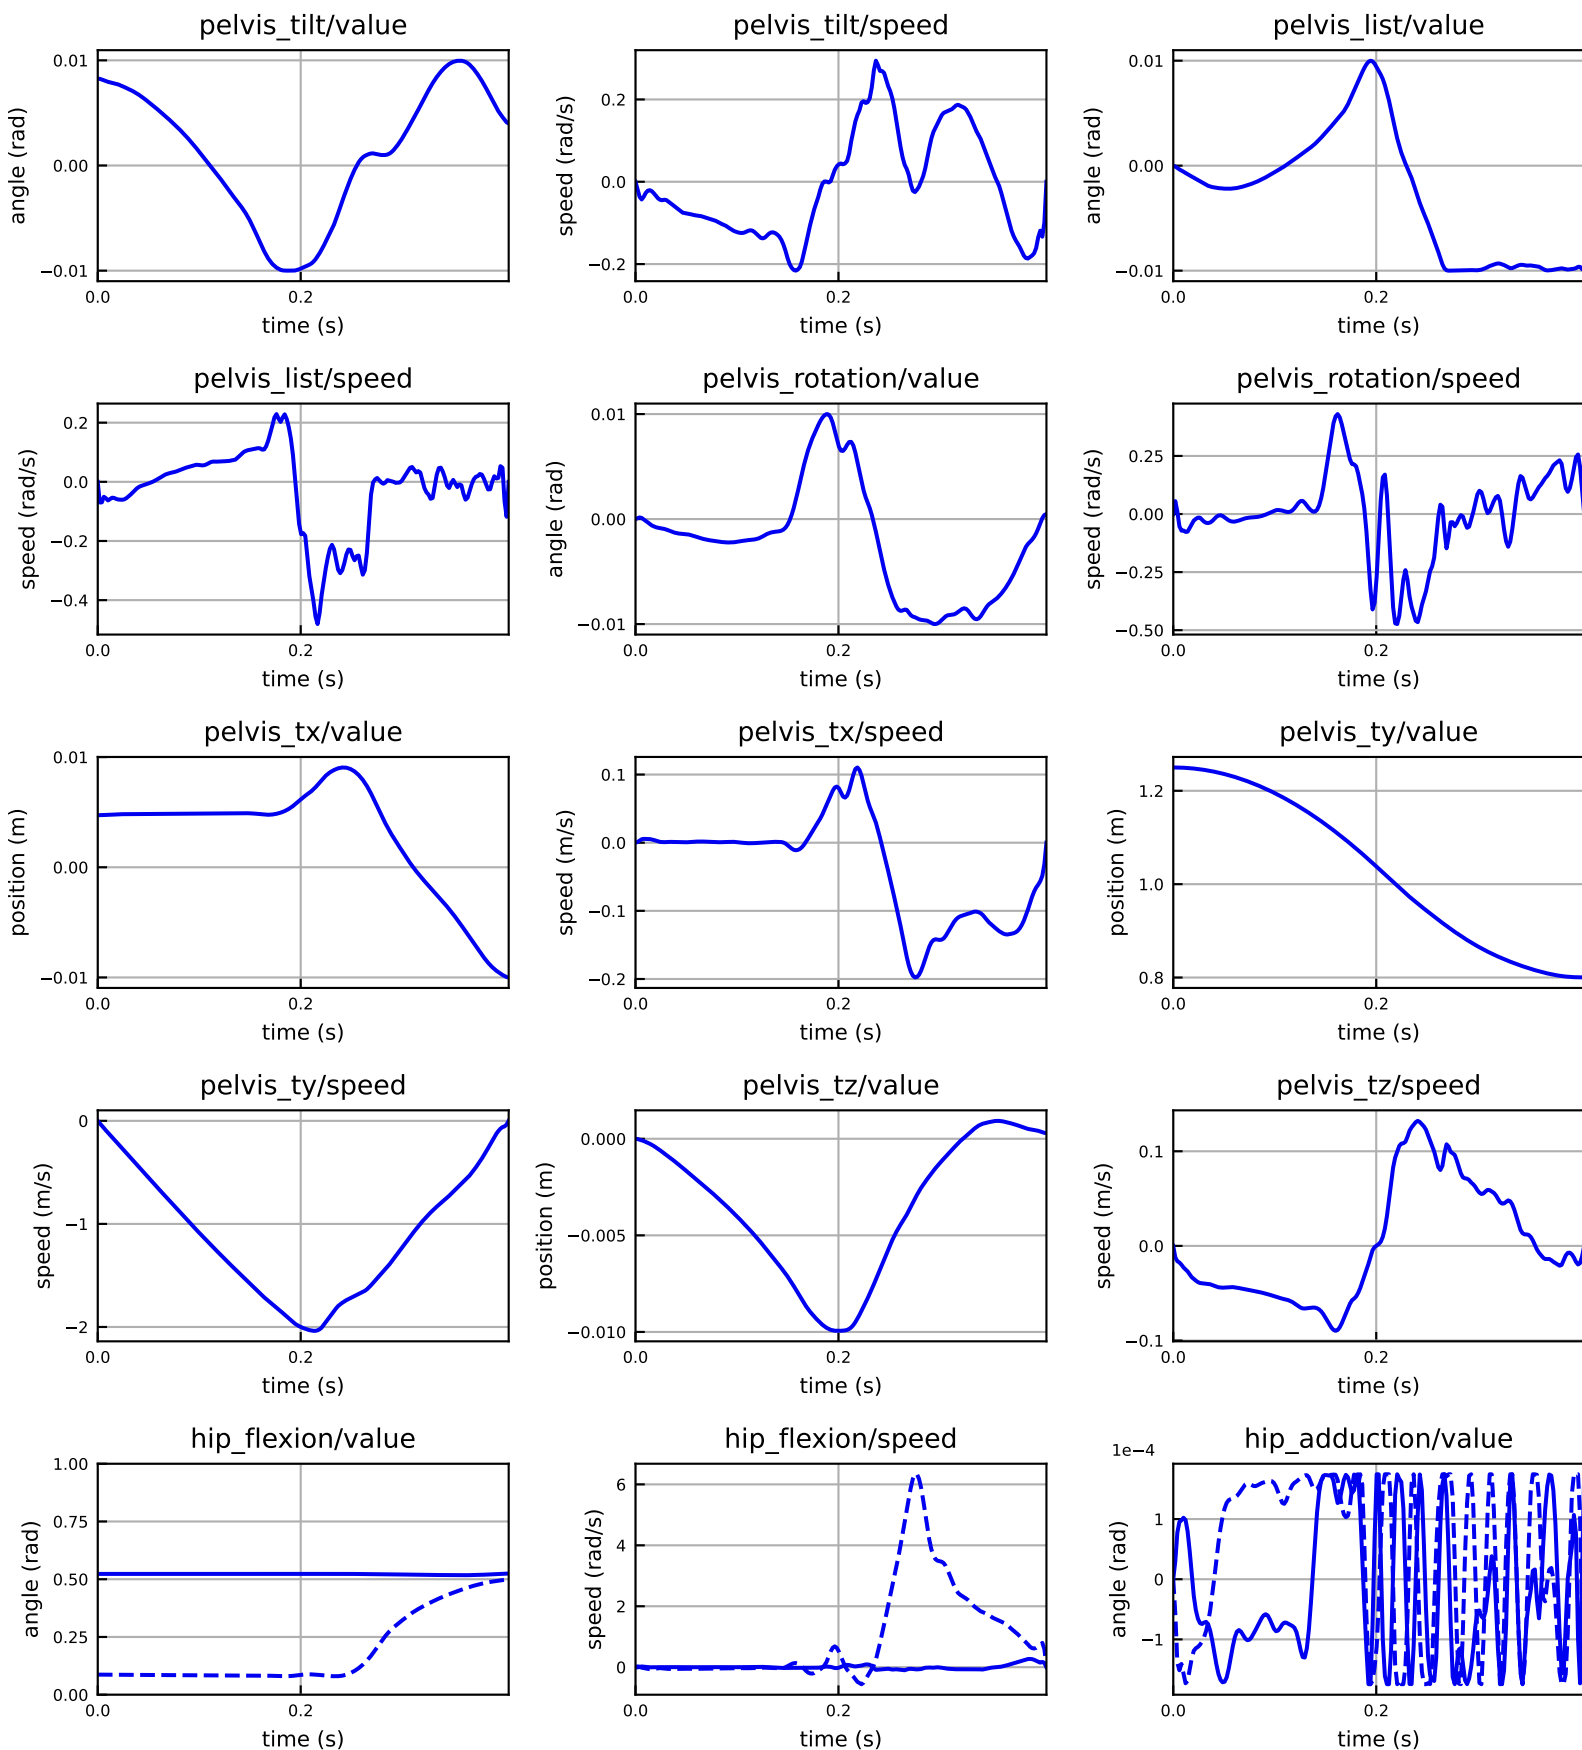 pelvis_tilt/value pelvis_tilt/speed pelvis_list/value
0.01
0.00
−0.01
angle (rad)
0.0 0.2
time (s)
0.2
0.0
−0.2
speed (rad/s)
0.0 0.2
time (s)
0.01
0.00
−0.01
angle (rad)
0.0 0.2
time (s)
pelvis_list/speed pelvis_rotation/value pelvis_rotation/speed
0.2
0.0
−0.2
−0.4
speed (rad/s)
0.0 0.2
time (s)
0.01
0.00
−0.01
angle (rad)
0.0 0.2
time (s)
0.25
0.00
−0.25
−0.50
speed (rad/s)
0.0 0.2
time (s)
pelvis_tx/value pelvis_tx/speed pelvis_ty/value
0.01
0.00
−0.01
position (m)
0.0 0.2
time (s)
0.1
0.0
−0.1
−0.2
speed (m/s)
0.0 0.2
time (s)
1.2
1.0
0.8
position (m)
0.0 0.2
time (s)
pelvis_ty/speed pelvis_tz/value pelvis_tz/speed
0
−1
−2
speed (m/s)
0.0 0.2
time (s)
0.000
−0.005
−0.010
position (m)
0.0 0.2
time (s)
0.1
0.0
−0.1
speed (m/s)
0.0 0.2
time (s)
hip_flexion/value hip_flexion/speed hip_adduction/value
1.00
0.75
0.50
0.25
0.00
angle (rad)
0.0 0.2
time (s)
6
4
2
0
speed (rad/s)
0.0 0.2
time (s)
1e−4
1
0
−1
angle (rad)
0.0 0.2
time (s)